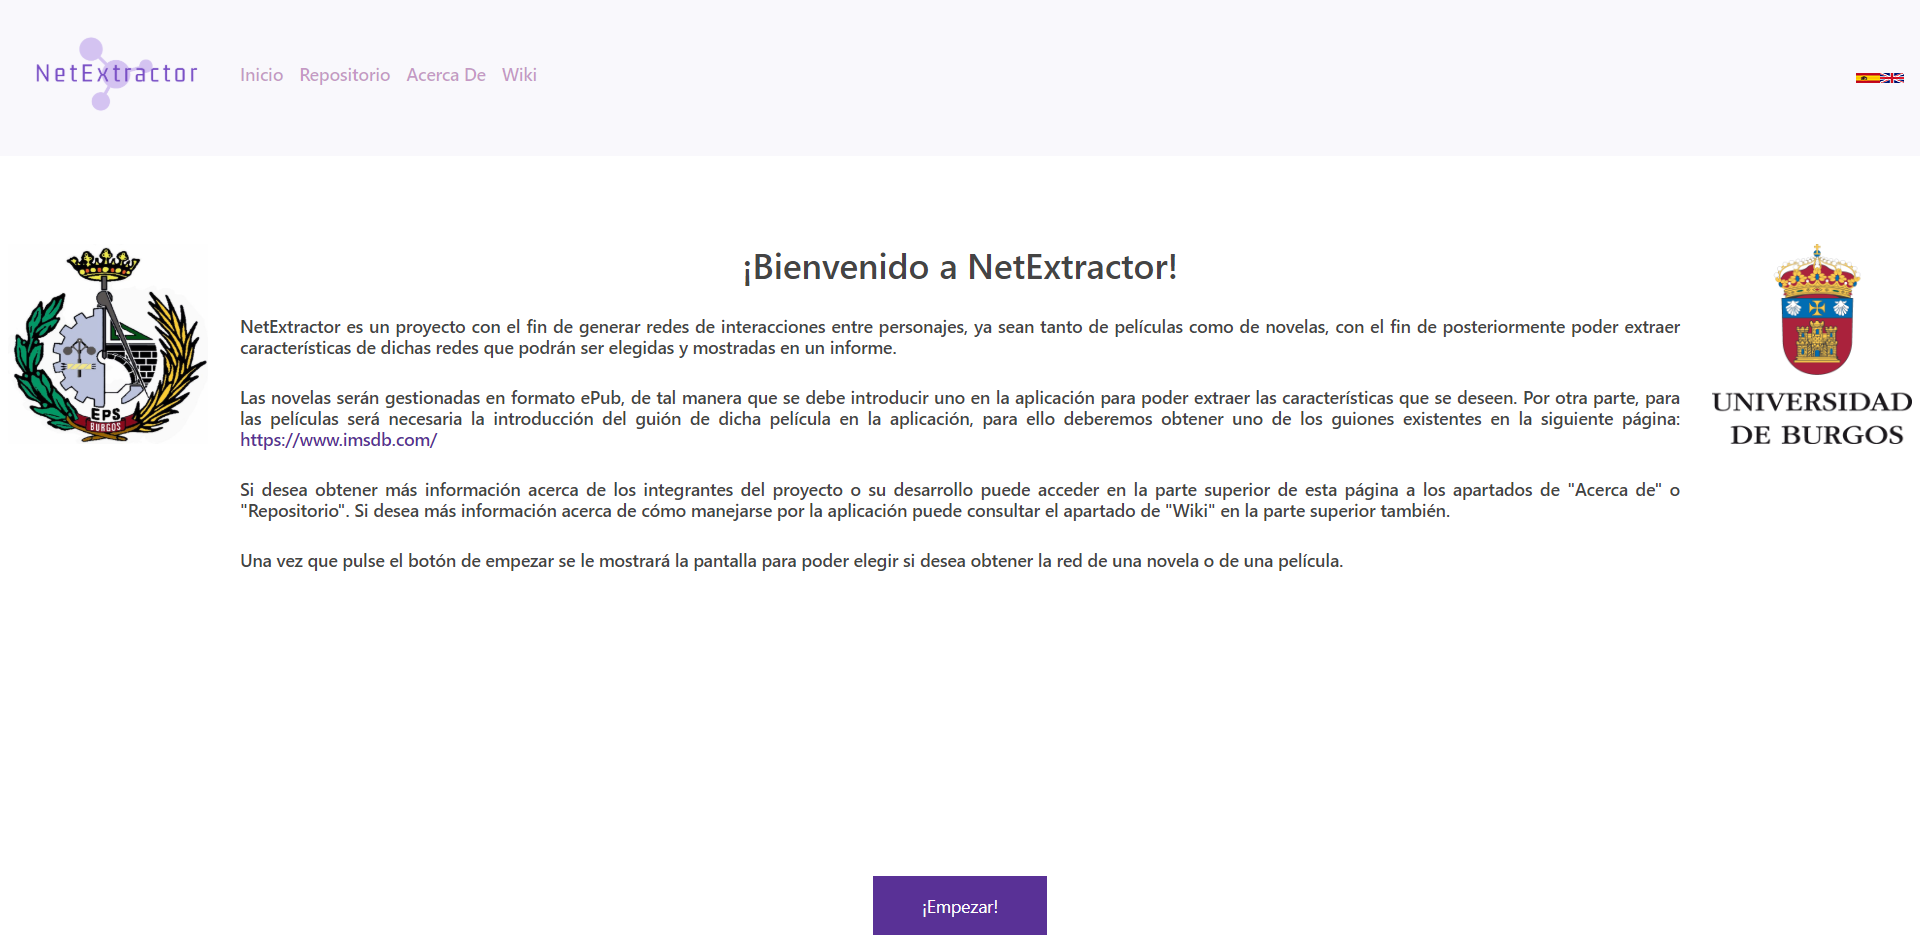 NetExtractor
Inicio Repositorio Acerca De Wiki
¡Bienvenido a NetExtractor!
NetExtractor es un proyecto con el fin de generar redes de interacciones entre personajes, ya sean tanto de películas como de novelas, con el fin de posteriormente poder extraer
características de dichas redes que podrán ser elegidas y mostradas en un informe.
Las novelas serán gestionadas en formato ePub, de tal manera que se debe introducir uno en la aplicación para poder extraer las características que se deseen. Por otra parte, para
las películas será necesaria la introducción del guión de dicha película en la aplicación, para ello deberemos obtener uno de los guiones existentes en la siguiente página:
https://www.imsdb.com/
Si desea obtener más información acerca de los integrantes del proyecto o su desarrollo puede acceder en la parte superior de esta página a los apartados de "Acerca de" o
"Repositorio". Si desea más información acerca de cómo manejarse por la aplicación puede consultar el apartado de "Wiki" en la parte superior también.
Una vez que pulse el botón de empezar se le mostrará la pantalla para poder elegir si desea obtener la red de una novela o de una película.
EPS
BURGOS
UNIVERSIDAD
DE BURGOS
¡Empezar!